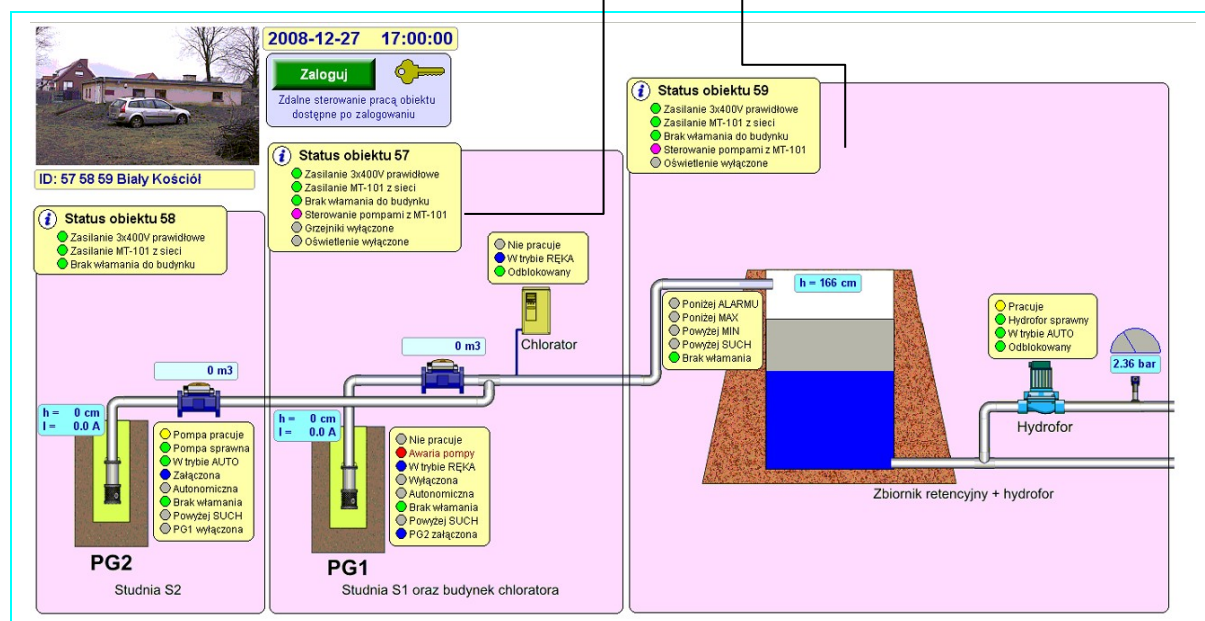 2008-12-27 17:00:00
Zaloguj
Zdalne sterowanie pracą obiektu
dostępne po zalogowaniu
ID: 57 58 59 Biały Kościół
Status obiektu 58
Zasilanie 3x400V prawidłowe
Zasilanie MT-101 z sieci
Brak włamania do budynku
0 m3
h = 0 cm
I = 0.0 A
Pompa pracuje
Pompa sprawna
W trybie AUTO
Załączona
Autonomiczna
Brak włamania
Powyżej SUCH
PG1 wyłączona
PG2
Studnia S2
Status obiektu 57
Zasilanie 3x400V prawidłowe
Zasilanie MT-101 z sieci
Brak włamania do budynku
Sterowanie pompami z MT-101
Grzejniki wyłączone
Oświetlenie wyłączone
Nie pracuje
W trybie RĘKA
Odblokowany
Chlorator
0 m3
h = 0 cm
I = 0.0 A
Nie pracuje
Awaria pompy
W trybie RĘKA
Wyłączona
Autonomiczna
Brak włamania
Powyżej SUCH
PG2 załączona
PG1
Studnia S1 oraz budynek chloratora
Status obiektu 59
Zasilanie 3x400V prawidłowe
Zasilanie MT-101 z sieci
Brak włamania do budynku
Sterowanie pompami z MT-101
Oświetlenie wyłączone
h = 166 cm
Poniżej ALARMU
Poniżej MAX
Powyżej MIN
Powyżej SUCH
Brak włamania
Pracuje
Hydrofor sprawny
W trybie AUTO
Odblokowany
2.36 bar
Hydrofor
Zbiornik retencyjny + hydrofor